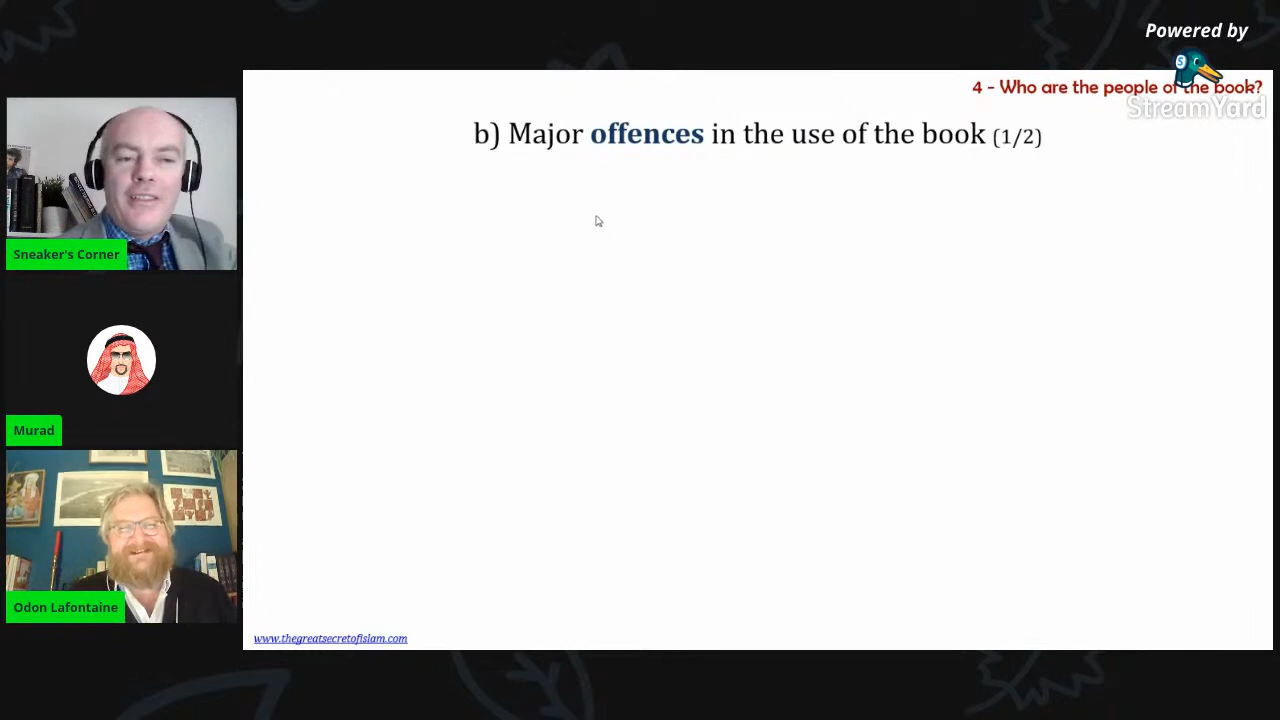 Powered by
StreamYard
4 - Who are the people of the book?
b) Major offences in the use of the book (1/2)
Sneaker's Corner
Murad
Odon Lafontaine
www.thegreatsecretofislam.com